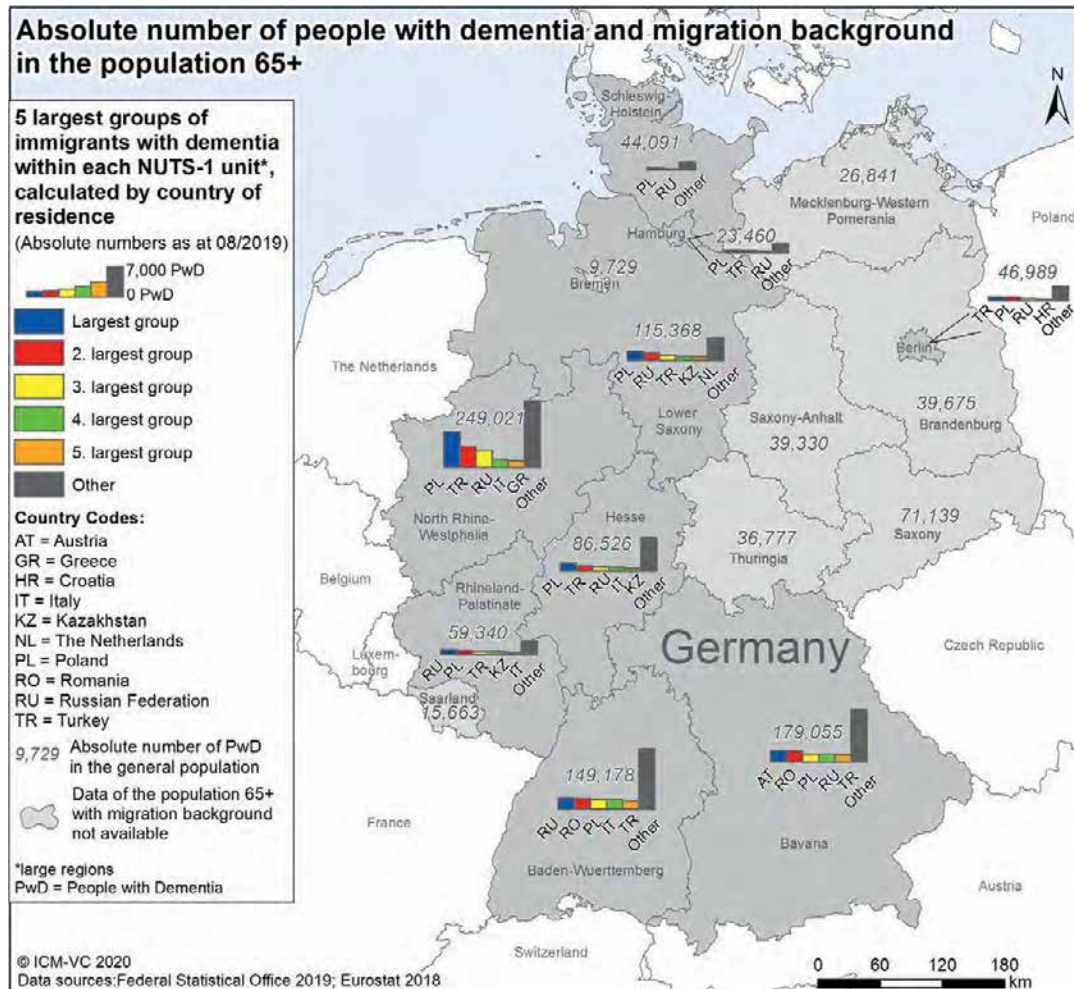 Absolute number of people with dementia and migration background
in the population 65+
5 largest groups of
immigrants with dementia
within each NUTS-1 unit*,
calculated by country of
residence
(Absolute numbers as at 08/2019)
7,000 PwD
0 PwD
Largest group
2. largest group
3. largest group
4. largest group
5. largest group
Other
Country Codes:
AT = Austria
GR = Greece
HR = Croatia
IT = Italy
KZ = Kazakhstan
NL = The Netherlands
PL = Poland
RO = Romania
RU = Russian Federation
TR = Turkey
9,729 Absolute number of PwD
in the general population
Data of the population 65+
with migration background
not available
*large regions
PwD = People with Dementia
© ICM-VC 2020
Data sources:Federal Statistical Office 2019; Eurostat 2018
N
Schleswig-
Holstein
44,091
PL RU Other
26,841
Mecklenburg-Western
Pomerania
Poland
Hamburg
23,460
PL TR RU Other
9,729
Bremen
46,989
TR PL RU HR Other
Berlin
115,368
PL RU TR KZ NL Other
The Netherlands
Lower
Saxony
Saxony-Anhalt
39,330
39,675
Brandenburg
249,021
PL TR RU IT GR Other
North Rhine-
Westphalia
Hesse
86,526
PL TR RU IT KZ Other
36,777
Thuringia
71,139
Saxony
Belgium
Rhineland-
Palatinate
59,340
RU PL TR KZ IT Other
Luxem-
bourg
Saarland
15,663
Germany
Czech Republic
179,055
AT RO PL RU TR Other
Bavaria
149,178
RU RO PL IT TR Other
Baden-Wuerttemberg
France
Switzerland
Austria
0 60 120 180
km